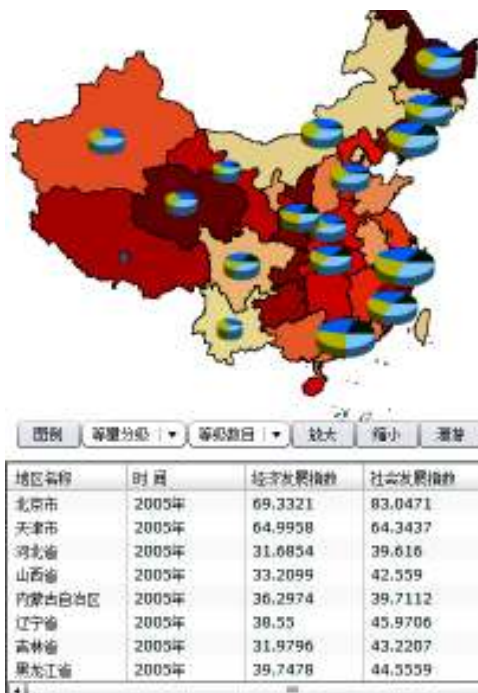 图例 等量分级 等级数目 放大 缩小 漫游
地区名称 时间 经济发展指数 社会发展指数
北京市 2005年 69.3321 83.0471
天津市 2005年 64.9958 64.3437
河北省 2005年 31.6854 39.616
山西省 2005年 33.2099 42.559
内蒙古自治区 2005年 36.2974 39.7112
辽宁省 2005年 38.55 45.9706
吉林省 2005年 31.9796 43.2207
黑龙江省 2005年 39.7478 44.5559